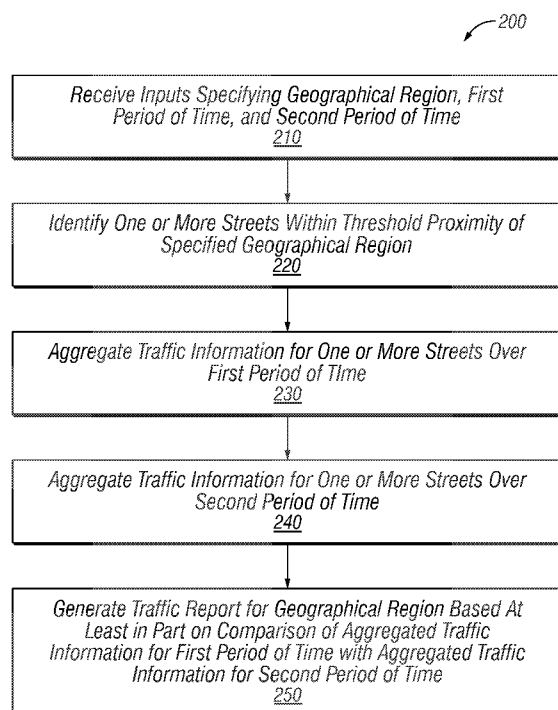 200
Receive Inputs Specifying Geographical Region, First
Period of Time, and Second Period of Time
210
Identify One or More Streets Within Threshold Proximity of
Specified Geographical Region
220
Aggregate Traffic Information for One or More Streets Over
First Period of Time
230
Aggregate Traffic Information for One or More Streets Over
Second Period of Time
240
Generate Traffic Report for Geographical Region Based At
Least in Part on Comparison of Aggregated Traffic
Information for First Period of Time with Aggregated Traffic
Information for Second Period of Time
250